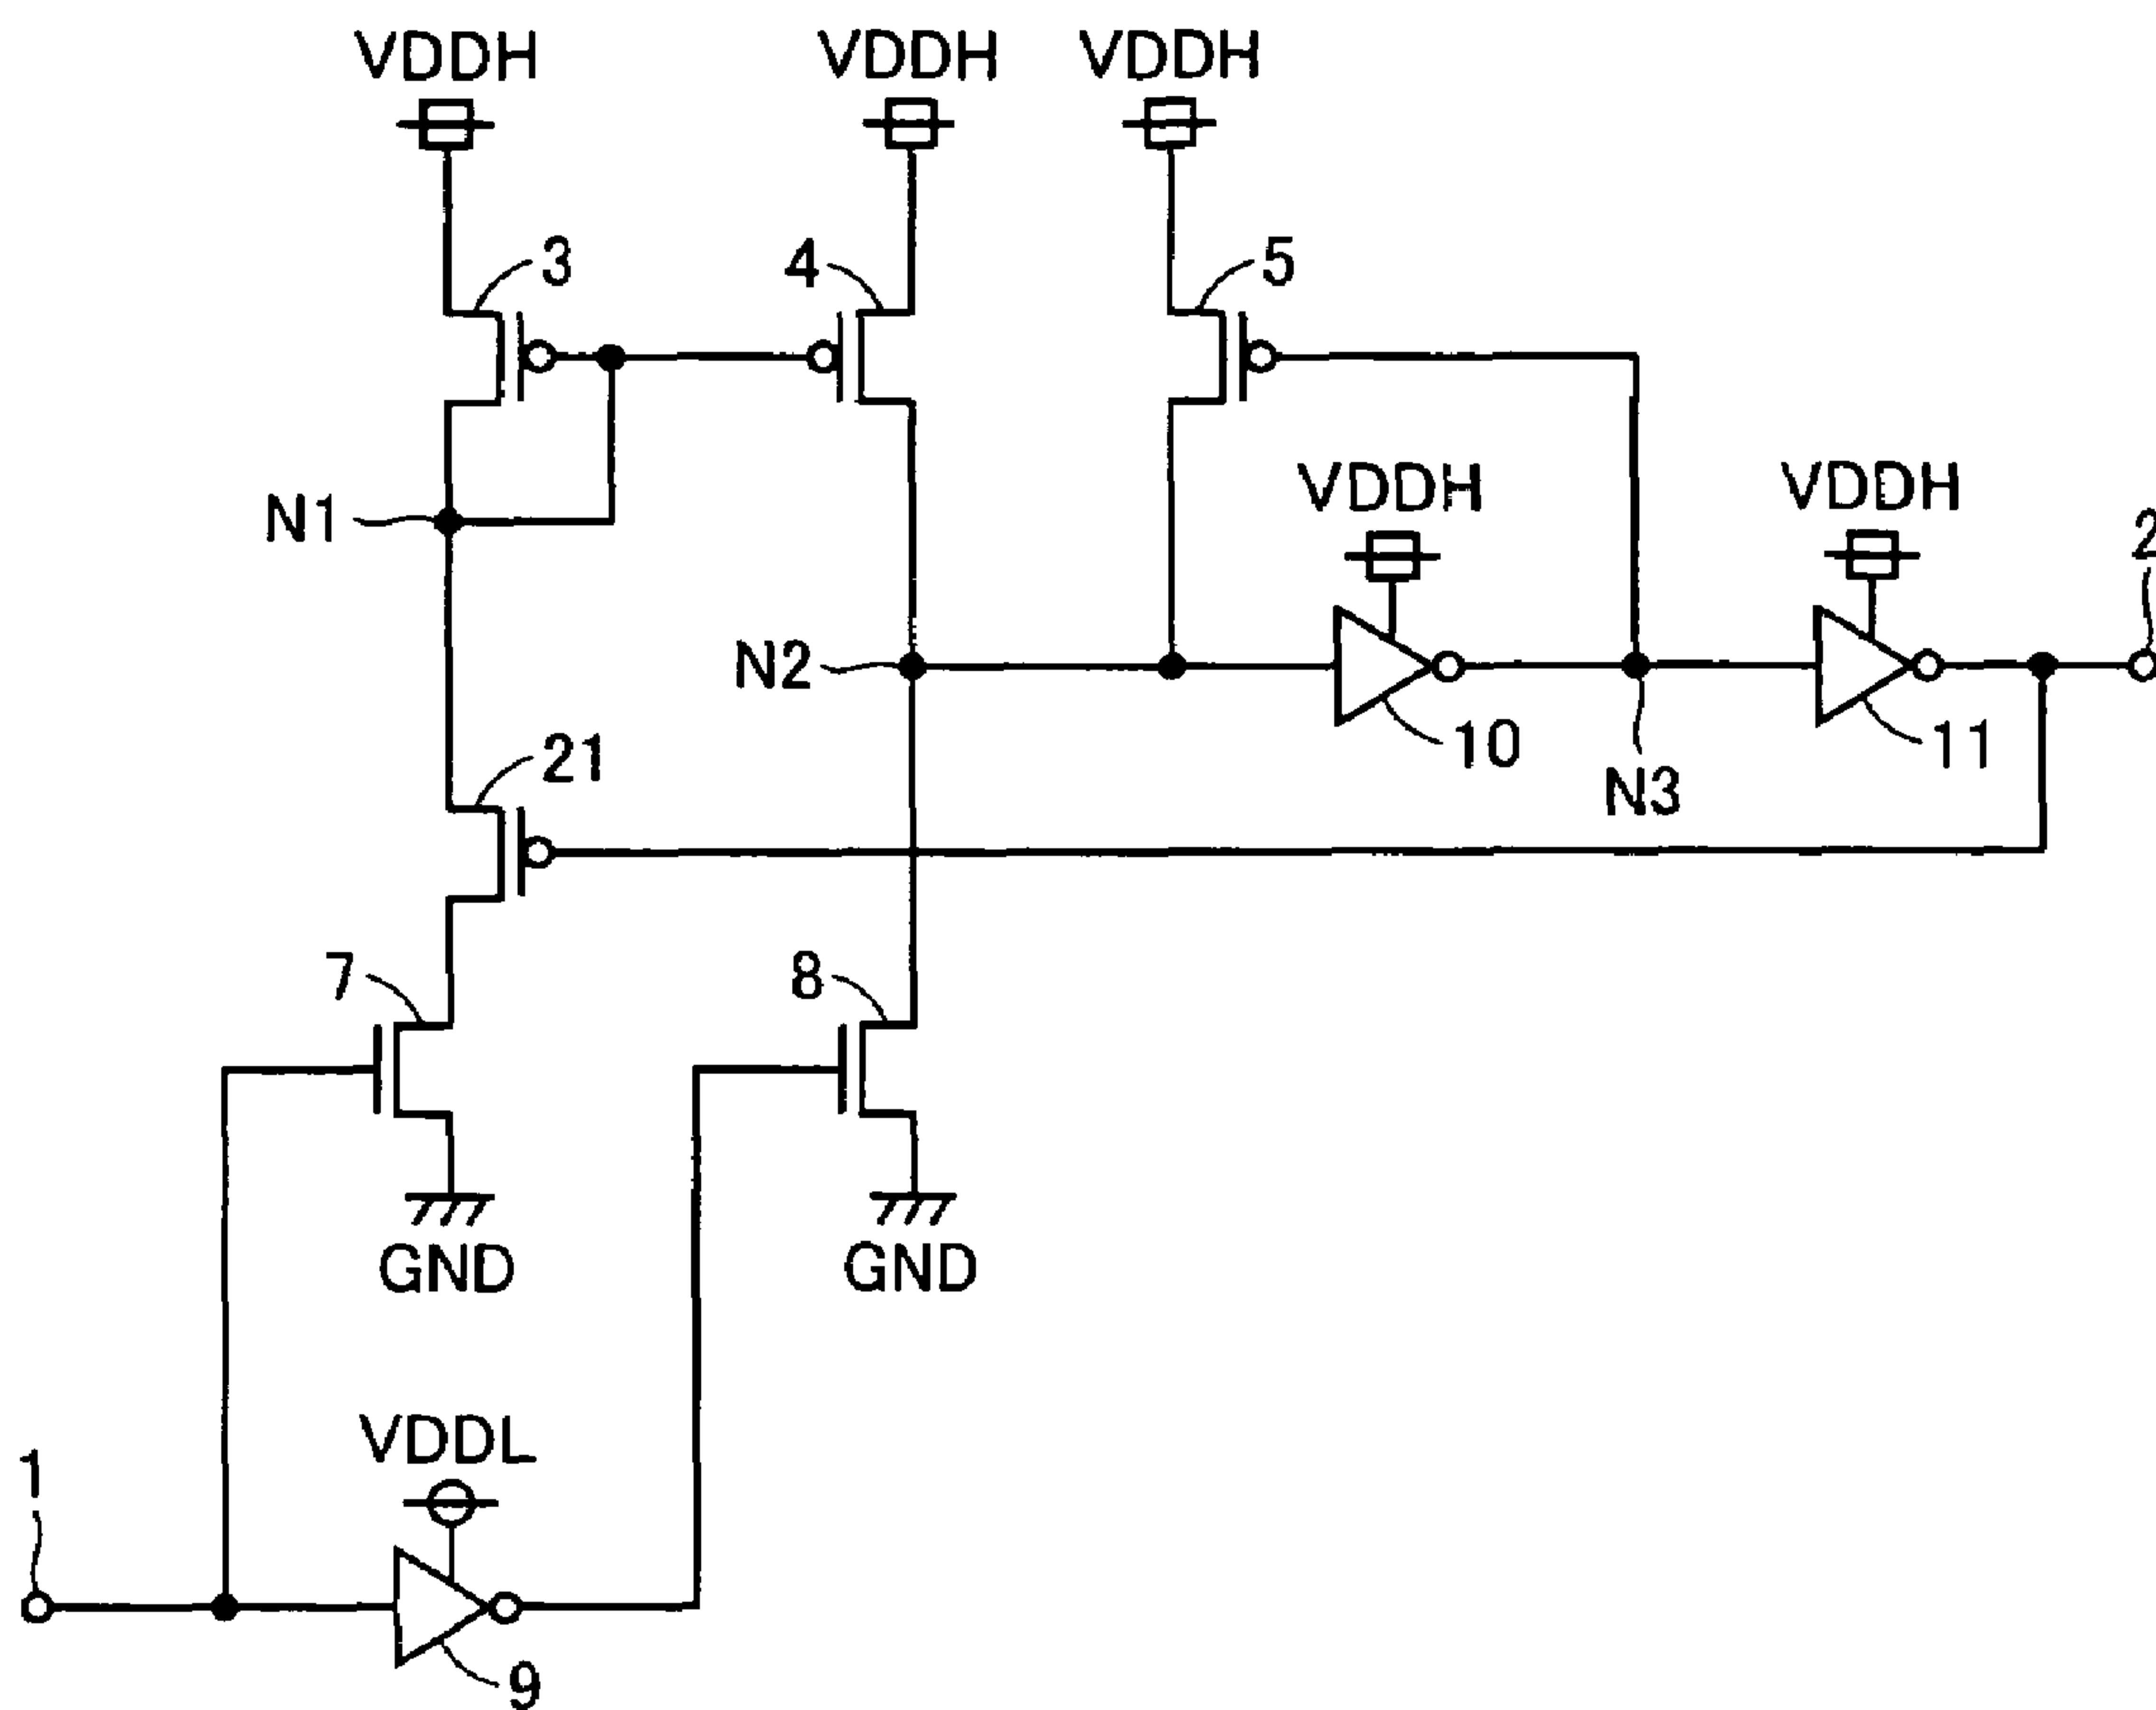 VDDH VDDH VDDH
3 4 5
N1 VDDH VDDH 2
N2 10 11
21 N3
7 8
GND GND
VDDL
1
9